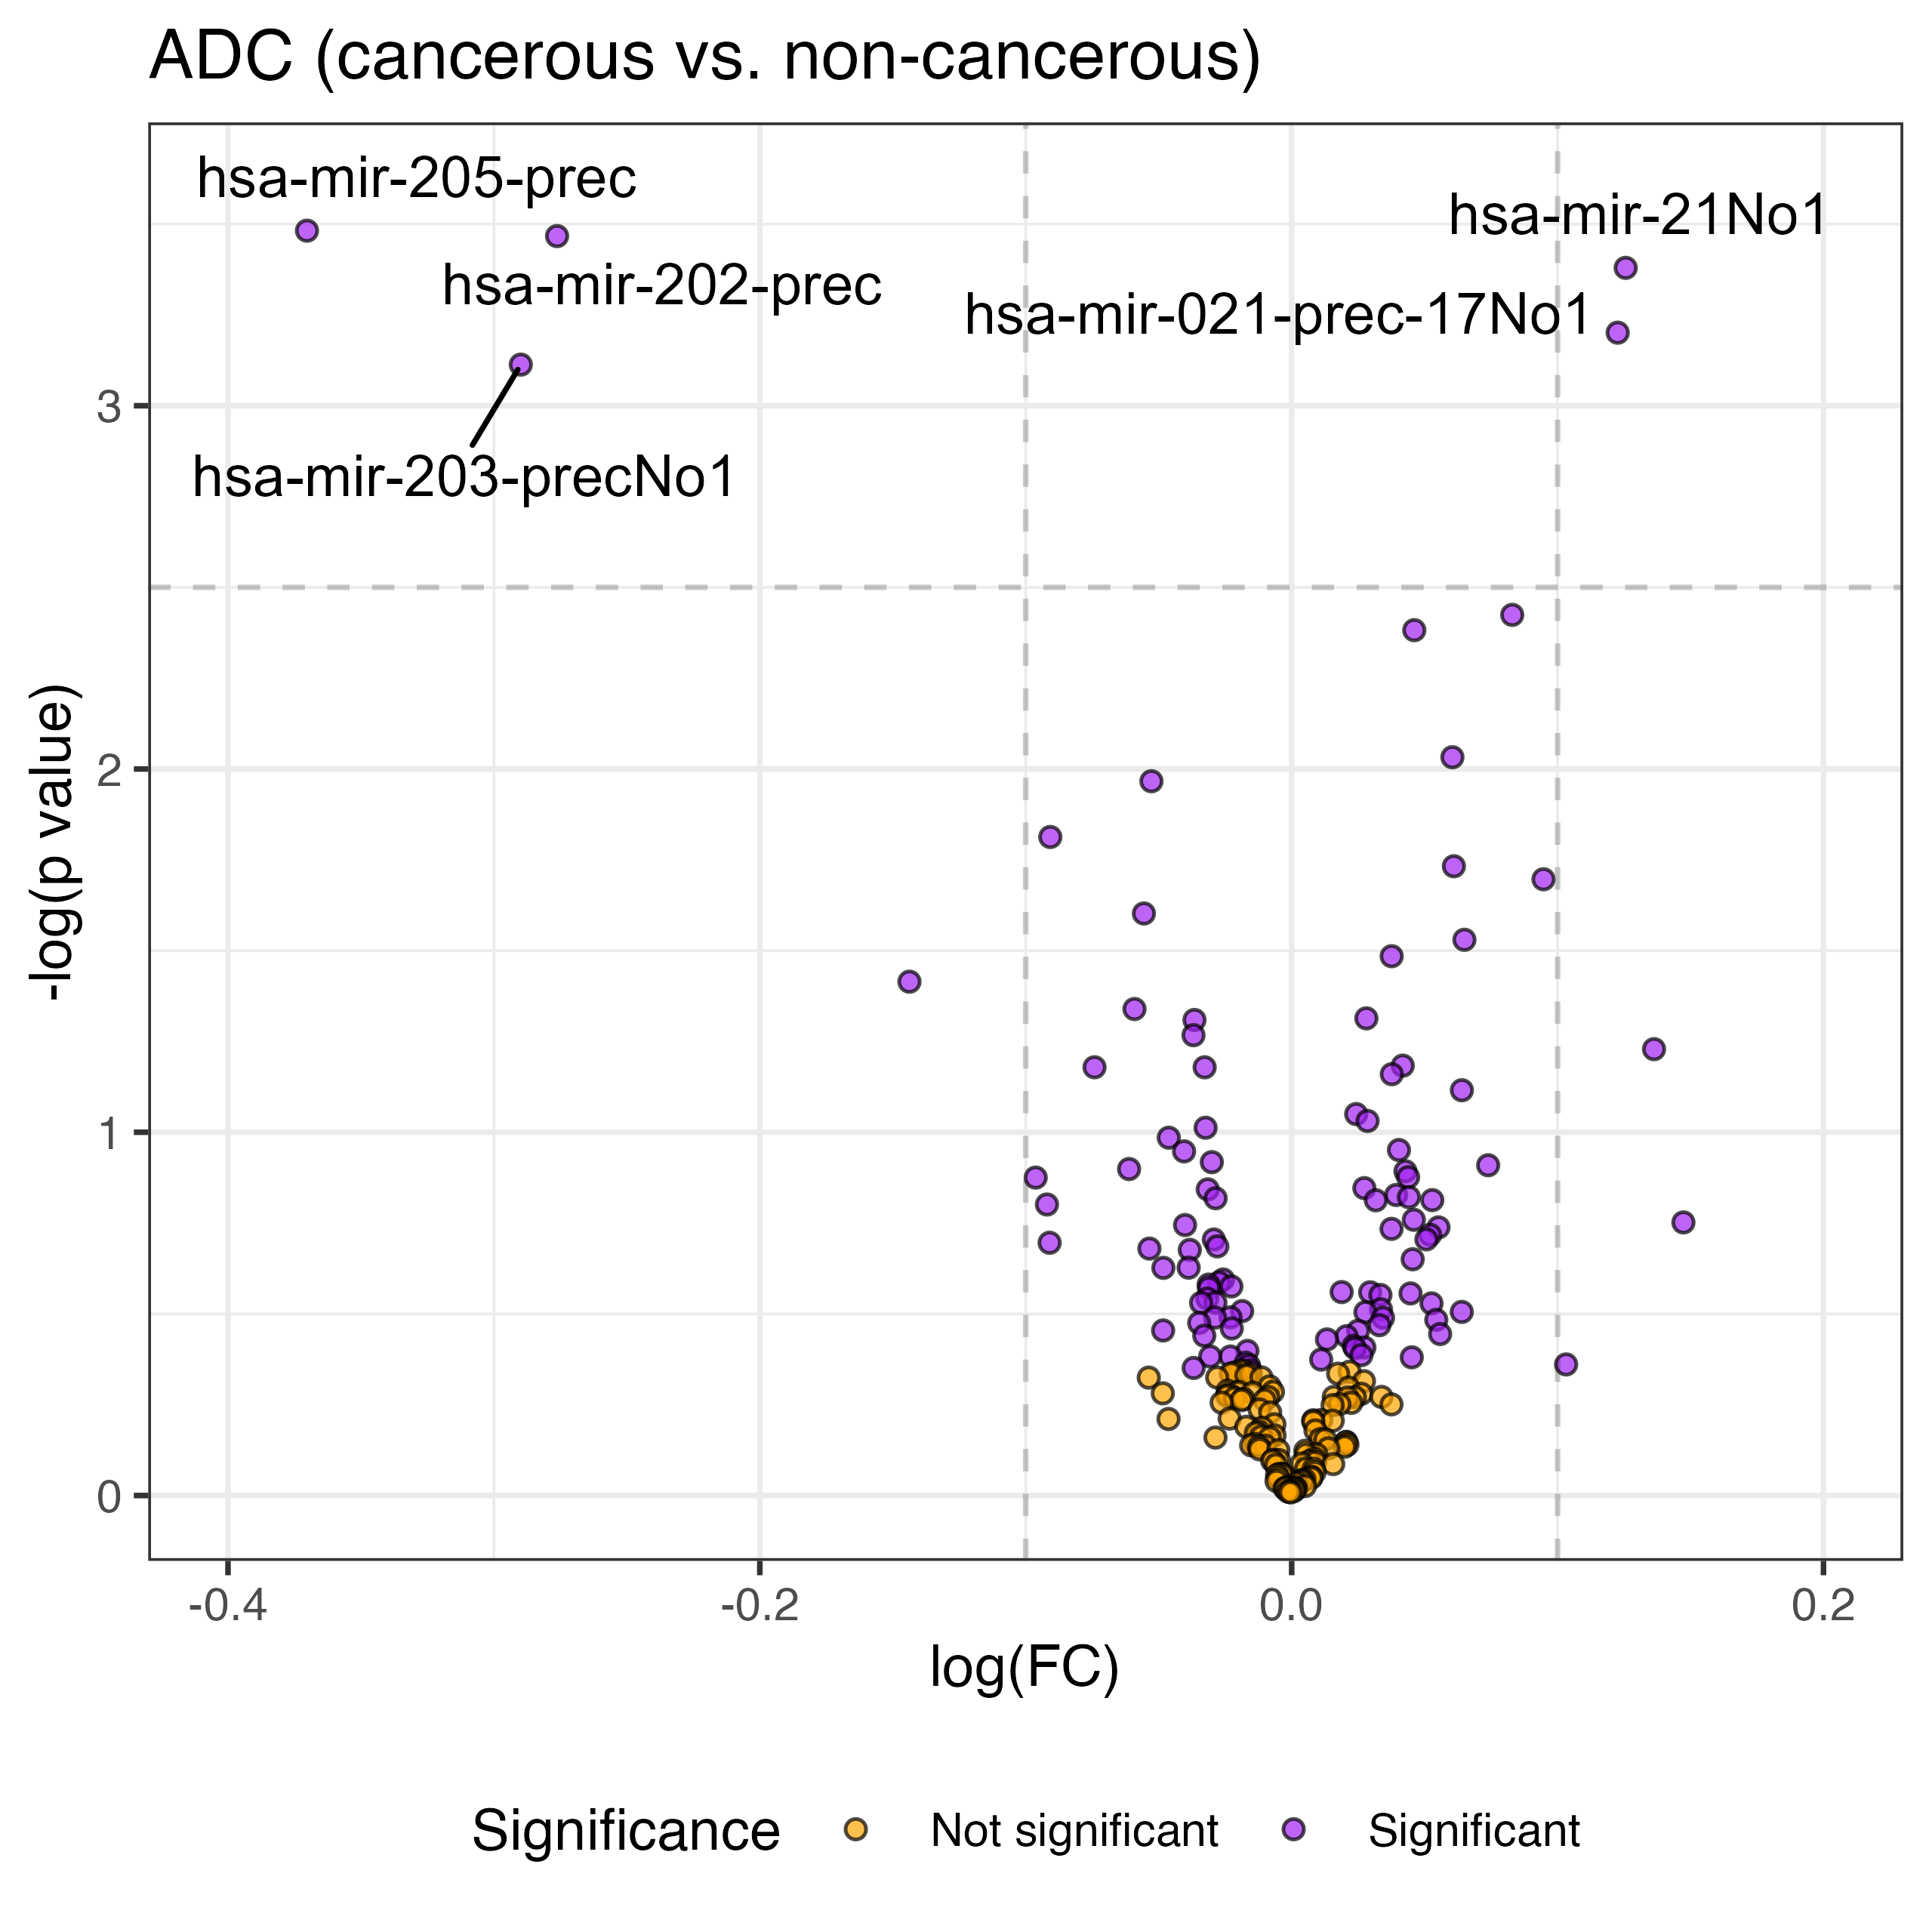 ADC (cancerous vs. non-cancerous)
hsa-mir-205-prec
hsa-mir-21No1
hsa-mir-202-prec
hsa-mir-021-prec-17No1
hsa-mir-203-precNo1
3
2
1
0
-log(p value)
-0.4
-0.2
0.0
0.2
log(FC)
Significance
Not significant
Significant